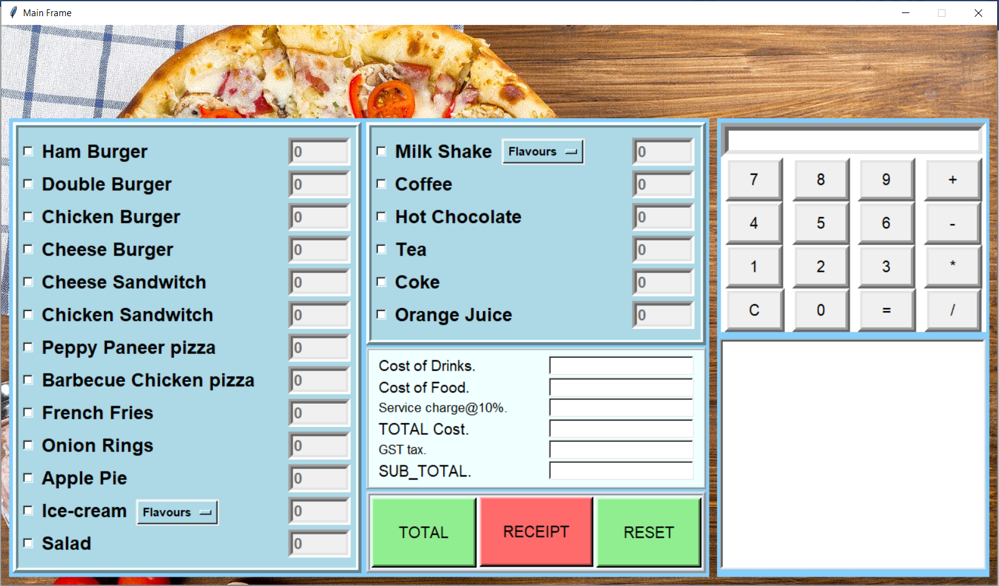 Main Frame
Ham Burger 0
Double Burger 0
Chicken Burger 0
Cheese Burger 0
Cheese Sandwitch 0
Chicken Sandwitch 0
Peppy Paneer pizza 0
Barbecue Chicken pizza 0
French Fries 0
Onion Rings 0
Apple Pie 0
Ice-cream Flavours 0
Salad 0
Milk Shake Flavours 0
Coffee 0
Hot Chocolate 0
Tea 0
Coke 0
Orange Juice 0
Cost of Drinks.
Cost of Food.
Service charge@10%.
TOTAL Cost.
GST tax.
SUB_TOTAL.
TOTAL RECEIPT RESET
7 8 9 +
4 5 6 -
1 2 3 *
C 0 = /